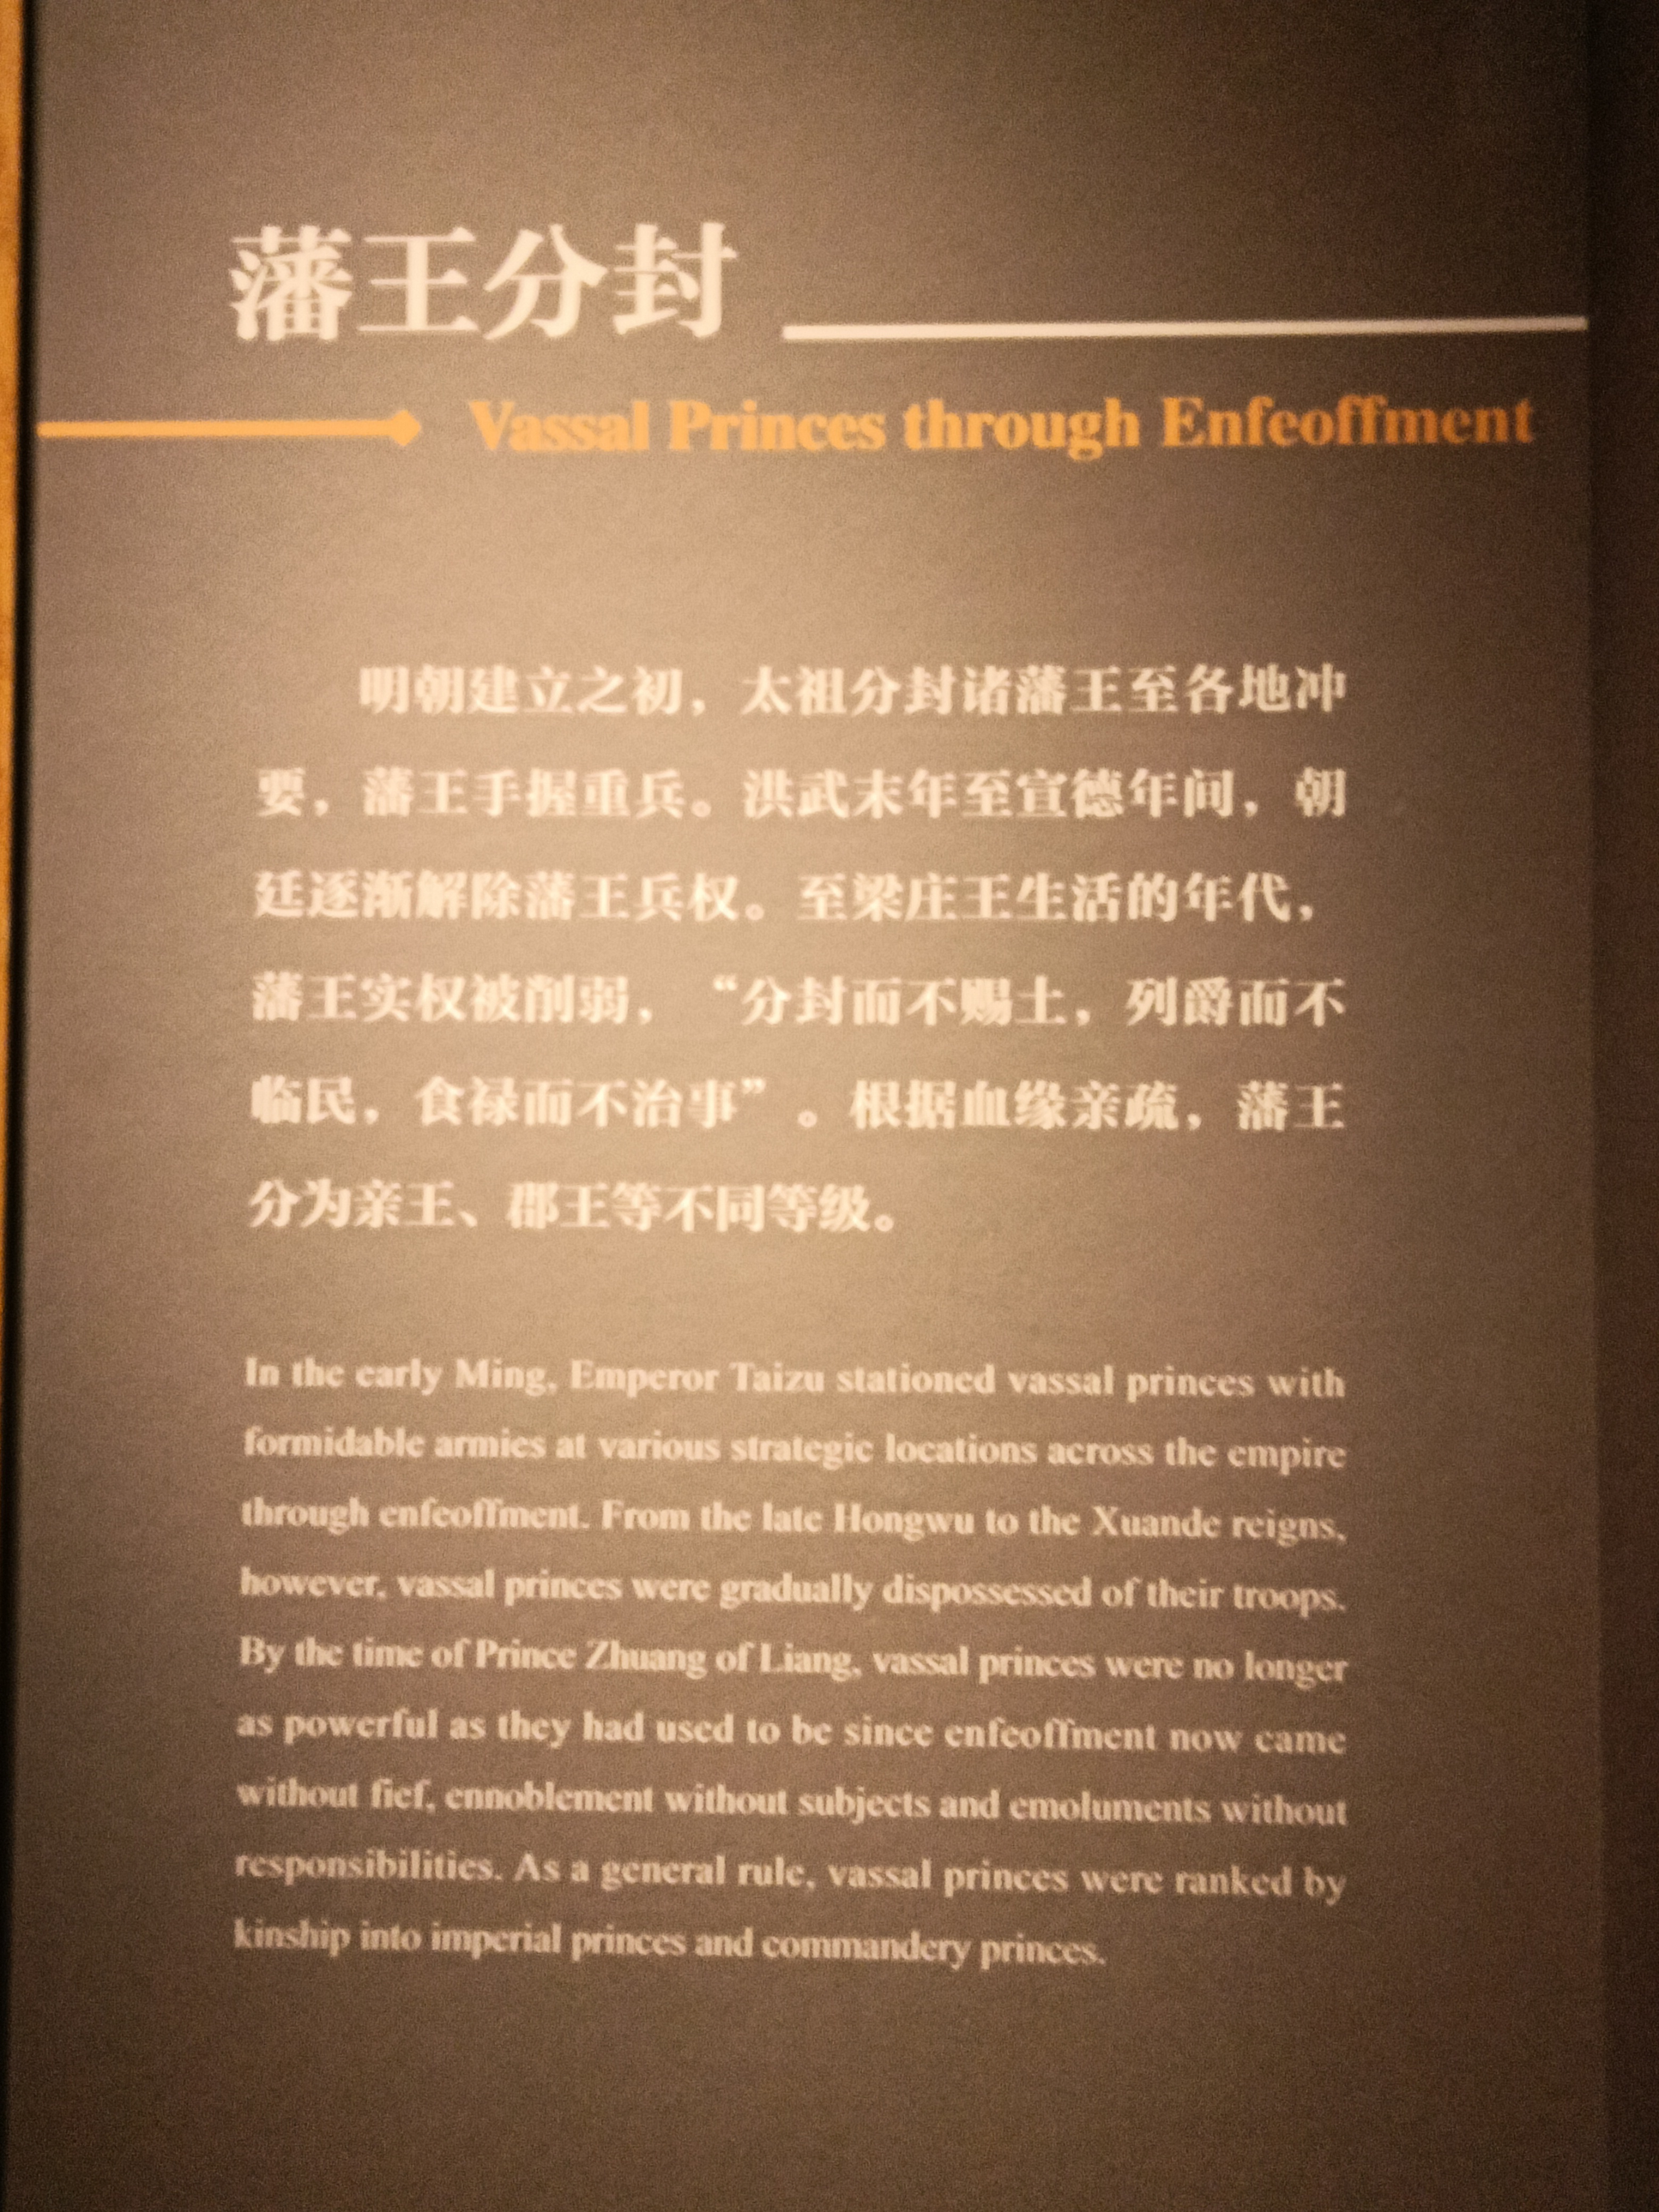 藩王分封
Vassal Princes through Enfeoffment
明朝建立之初，太祖分封诸藩王至各地冲
要，藩王手握重兵。洪武末年至宣德年间，朝
廷逐渐解除藩王兵权。至梁庄王生活的年代，
藩王实权被削弱，“分封而不赐土，列爵而不
临民，食禄而不治事”。根据血缘亲疏，藩王
分为亲王、郡王等不同等级。
In the early Ming, Emperor Taizu stationed vassal princes with
formidable armies at various strategic locations across the empire
through enfeoffment. From the late Hongwu to the Xuande reigns,
however, vassal princes were gradually dispossessed of their troops.
By the time of Prince Zhuang of Liang, vassal princes were no longer
as powerful as they had used to be since enfeoffment now came
without fief, ennoblement without subjects and emoluments without
responsibilities. As a general rule, vassal princes were ranked by
kinship into imperial princes and commandery princes.